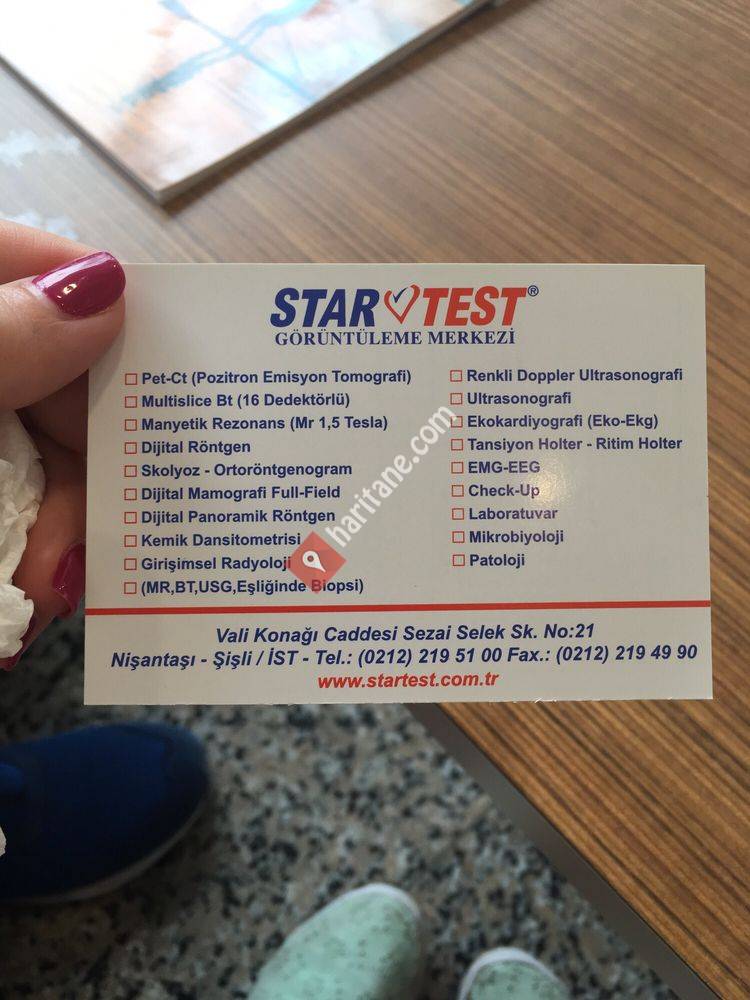 STAR TEST®
GÖRÜNTÜLEME MERKEZİ
Pet-Ct (Pozitron Emisyon Tomografi)
Multislice Bt (16 Dedektörlü)
Manyetik Rezonans (Mr 1,5 Tesla)
Dijital Röntgen
Skolyoz - Ortoröntgenogram
Dijital Mamografi Full-Field
Dijital Panoramik Röntgen
Kemik Dansitometrisi
Girişimsel Radyoloji
(MR,BT,USG,Eşliğinde Biopsi)
Renkli Doppler Ultrasonografi
Ultrasonografi
Ekokardiyografi (Eko-Ekg)
Tansiyon Holter - Ritim Holter
EMG-EEG
Check-Up
Laboratuvar
Mikrobiyoloji
Patoloji
Vali Konağı Caddesi Sezai Selek Sk. No:21
Nişantaşı - Şişli / İST - Tel.: (0212) 219 51 00 Fax.: (0212) 219 49 90
www.startest.com.tr
haritane.com